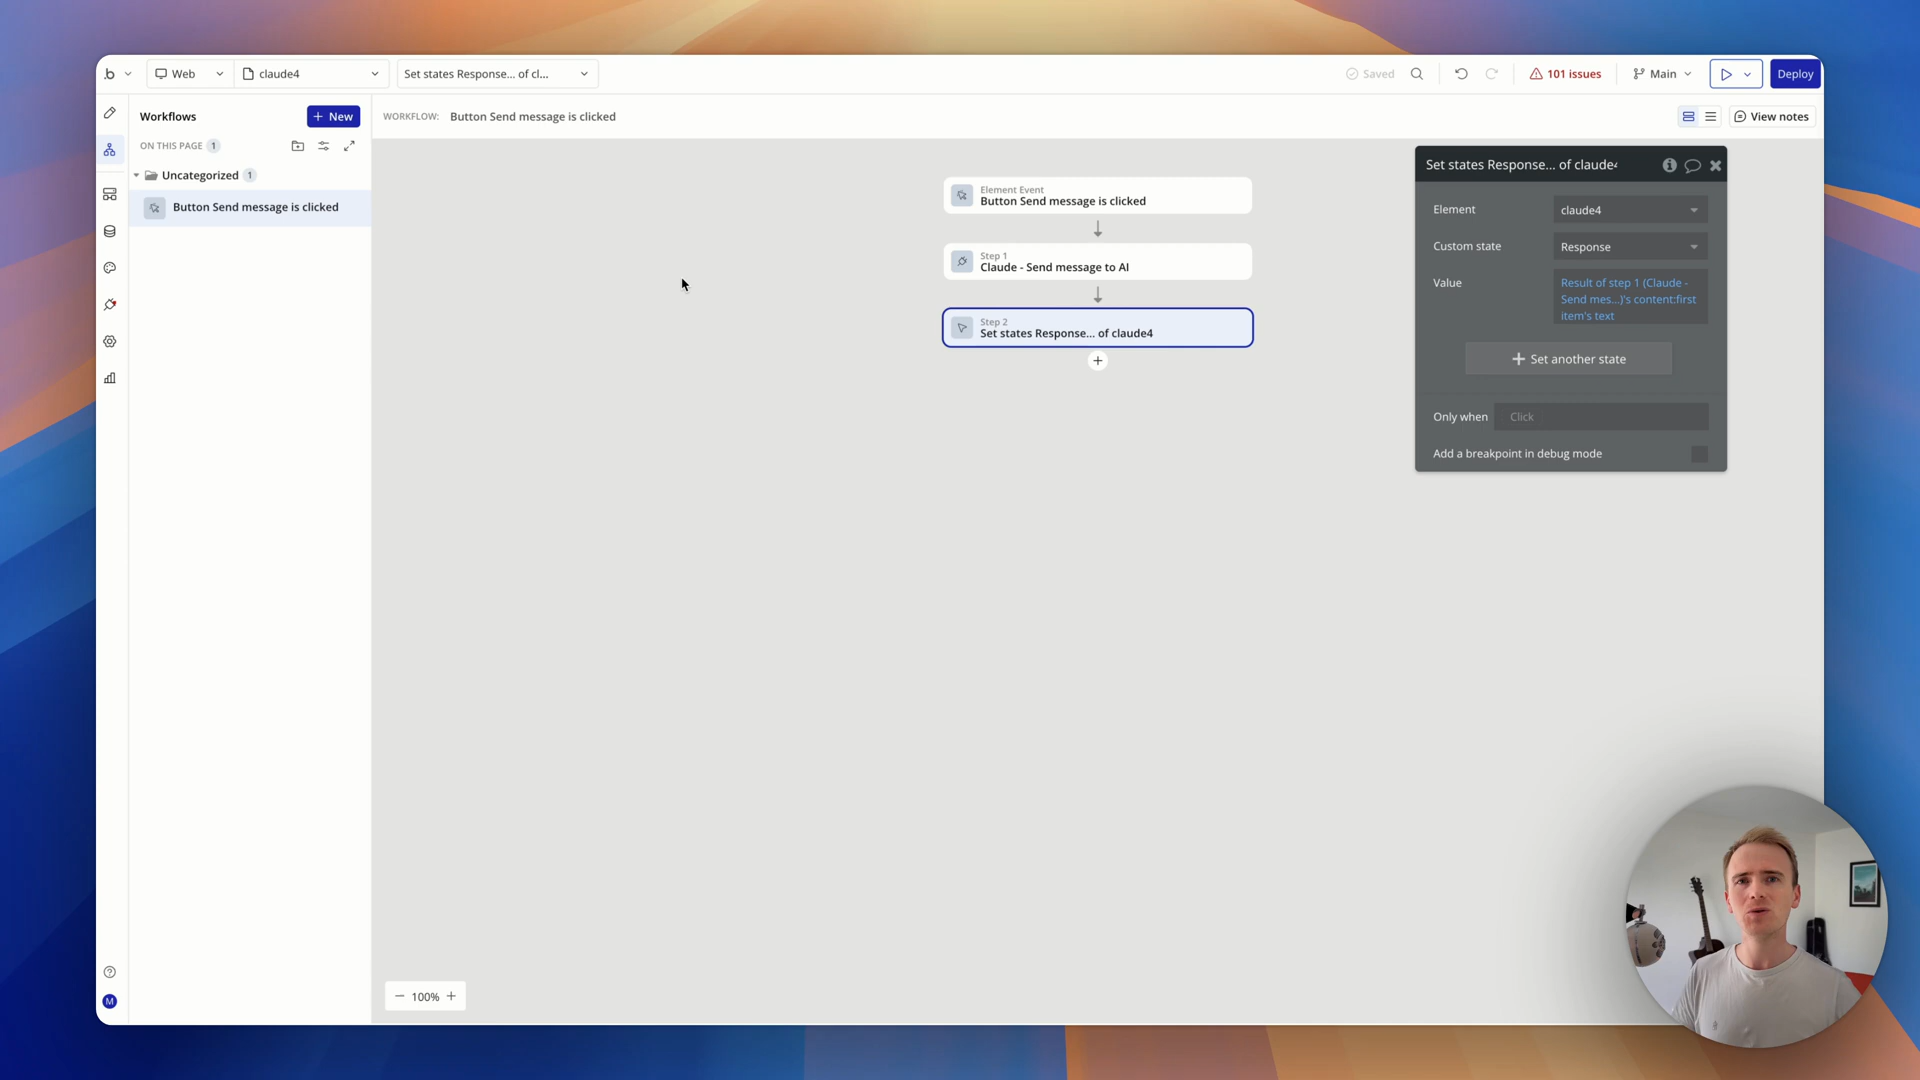 Web
claude4
Set states Response... of cl...
Saved
101 issues
Main
Deploy
Workflows
+ New
WORKFLOW: Button Send message is clicked
View notes
ON THIS PAGE 1
Uncategorized 1
Button Send message is clicked
Element Event
Button Send message is clicked
Step 1
Claude - Send message to AI
Step 2
Set states Response... of claude4
Set states Response... of claude4
Element
claude4
Custom state
Response
Value
Result of step 1 (Claude -
Send mes...)'s content:first
item's text
Set another state
Only when
Click
Add a breakpoint in debug mode
100%
M